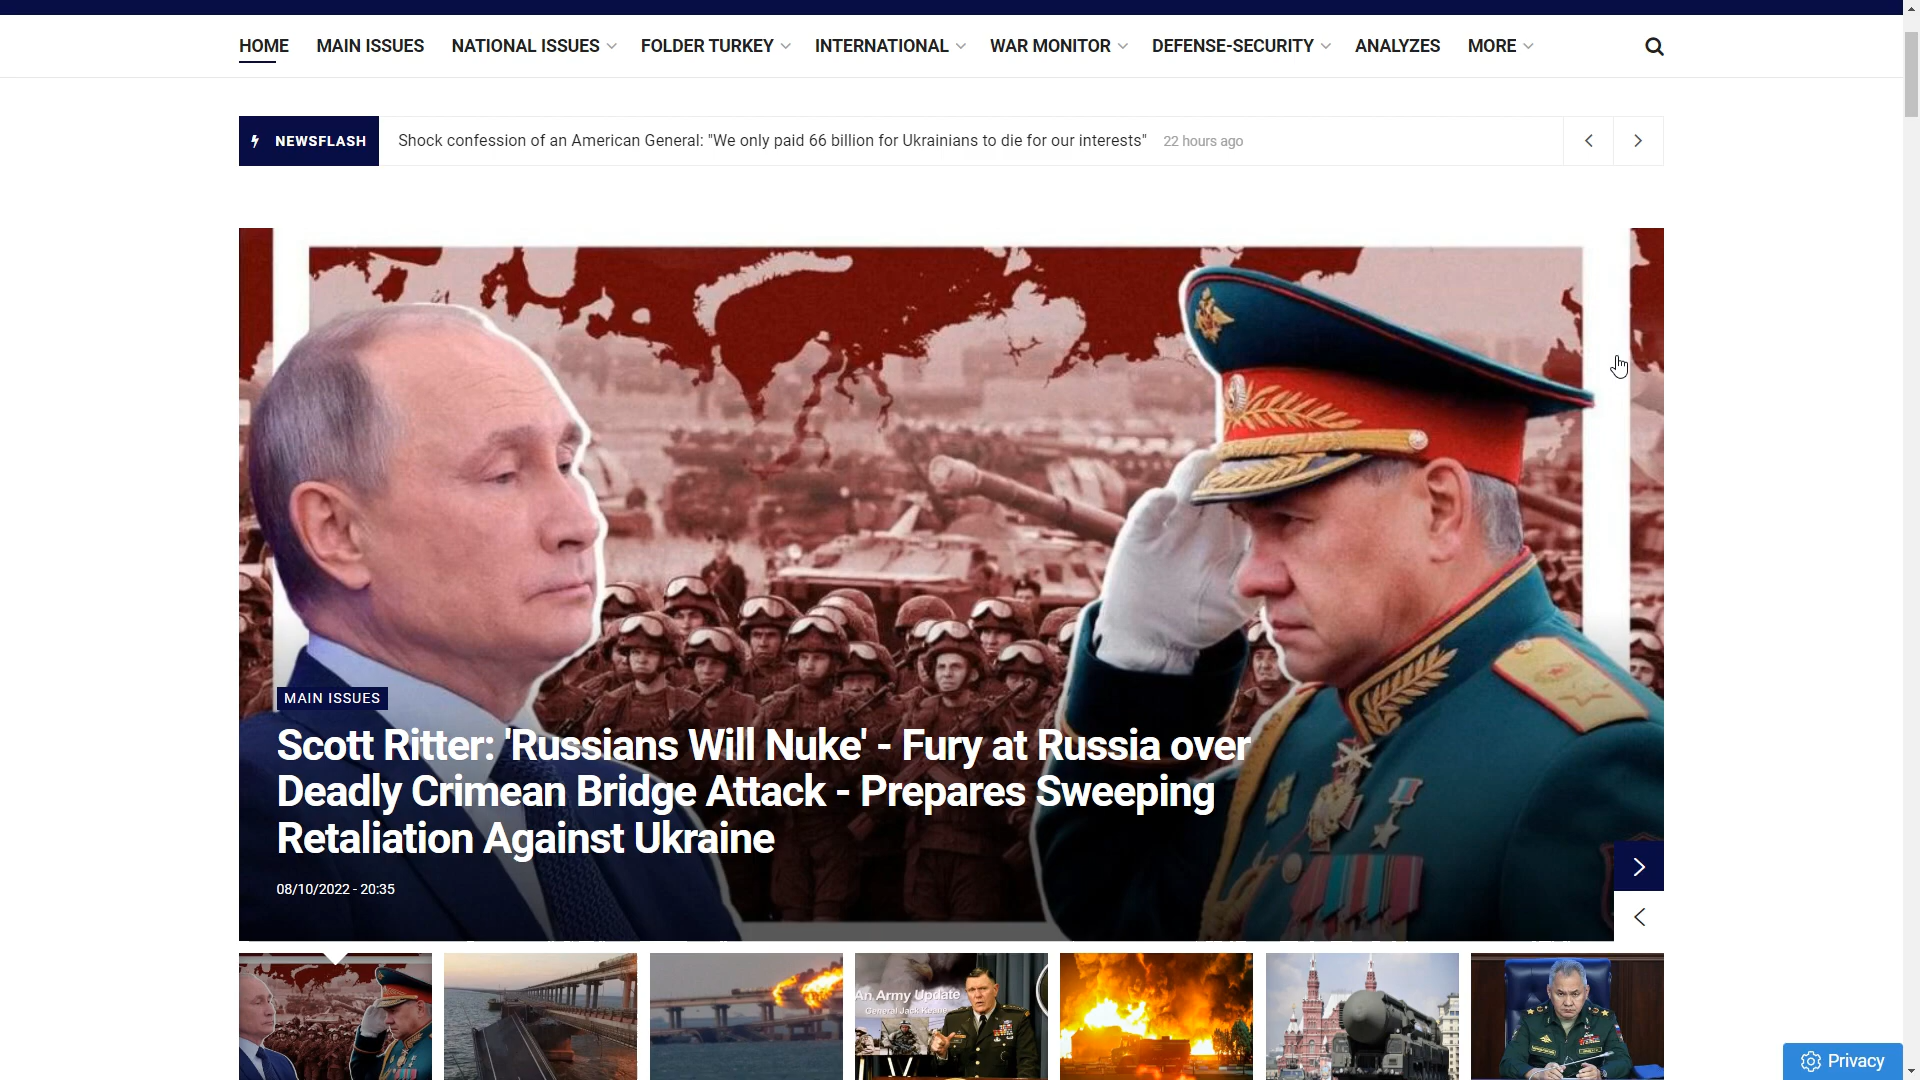 HOME MAIN ISSUES NATIONAL ISSUES FOLDER TURKEY INTERNATIONAL WAR MONITOR DEFENSE-SECURITY ANALYZES MORE
NEWSFLASH Shock confession of an American General: "We only paid 66 billion for Ukrainians to die for our interests" 22 hours ago
MAIN ISSUES
Scott Ritter: 'Russians Will Nuke' - Fury at Russia over
Deadly Crimean Bridge Attack - Prepares Sweeping
Retaliation Against Ukraine
08/10/2022 - 20:35
An Army Update
General Jack Keane
Privacy